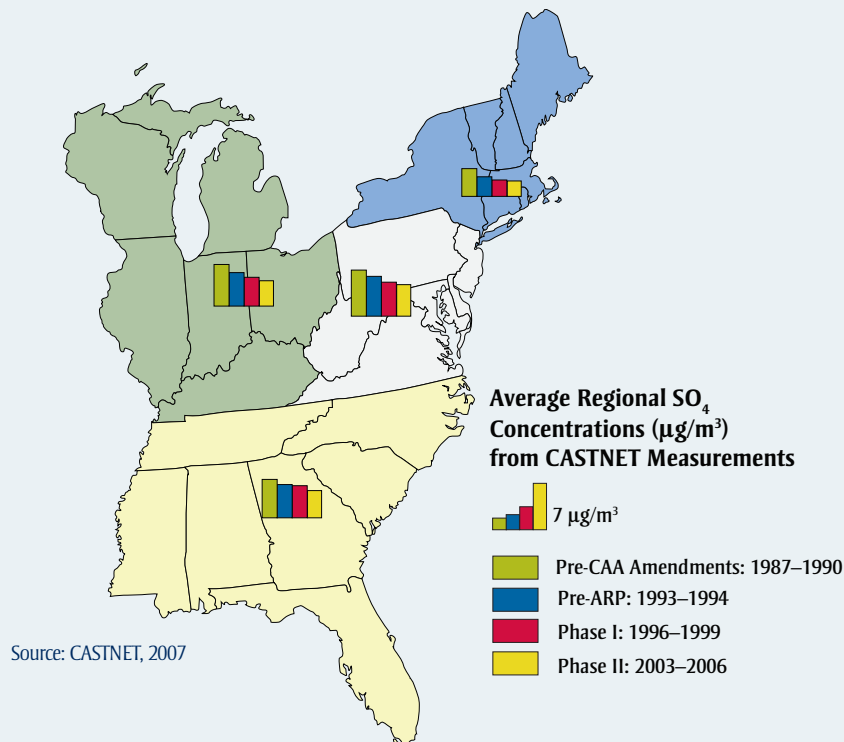 Average Regional SO₄
Concentrations (µg/m³)
from CASTNET Measurements
7 µg/m³
Pre-CAA Amendments: 1987–1990
Pre-ARP: 1993–1994
Phase I: 1996–1999
Phase II: 2003–2006
Source: CASTNET, 2007